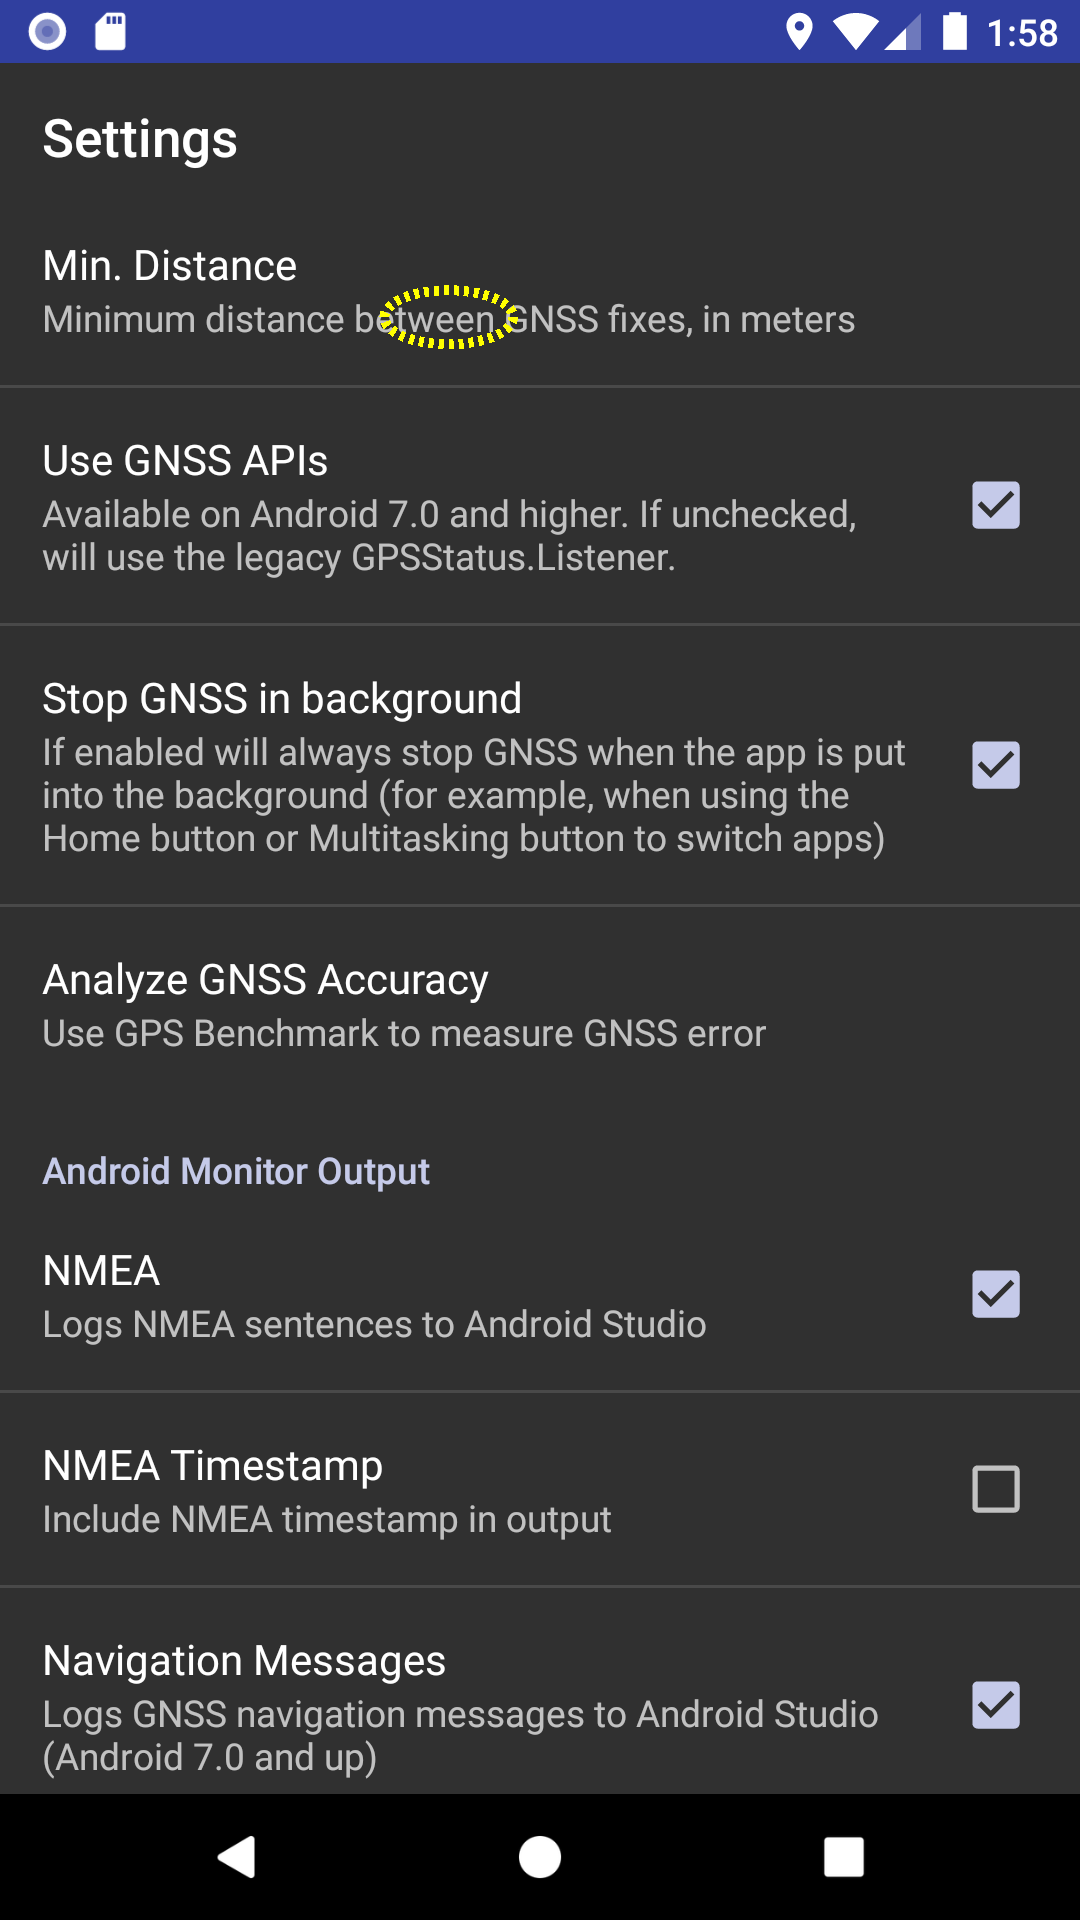 1:58
Settings
Min. Distance
Minimum distance between GNSS fixes, in meters
Use GNSS APIs
Available on Android 7.0 and higher. If unchecked,
will use the legacy GPSStatus.Listener.
Stop GNSS in background
If enabled will always stop GNSS when the app is put
into the background (for example, when using the
Home button or Multitasking button to switch apps)
Analyze GNSS Accuracy
Use GPS Benchmark to measure GNSS error
Android Monitor Output
NMEA
Logs NMEA sentences to Android Studio
NMEA Timestamp
Include NMEA timestamp in output
Navigation Messages
Logs GNSS navigation messages to Android Studio
(Android 7.0 and up)